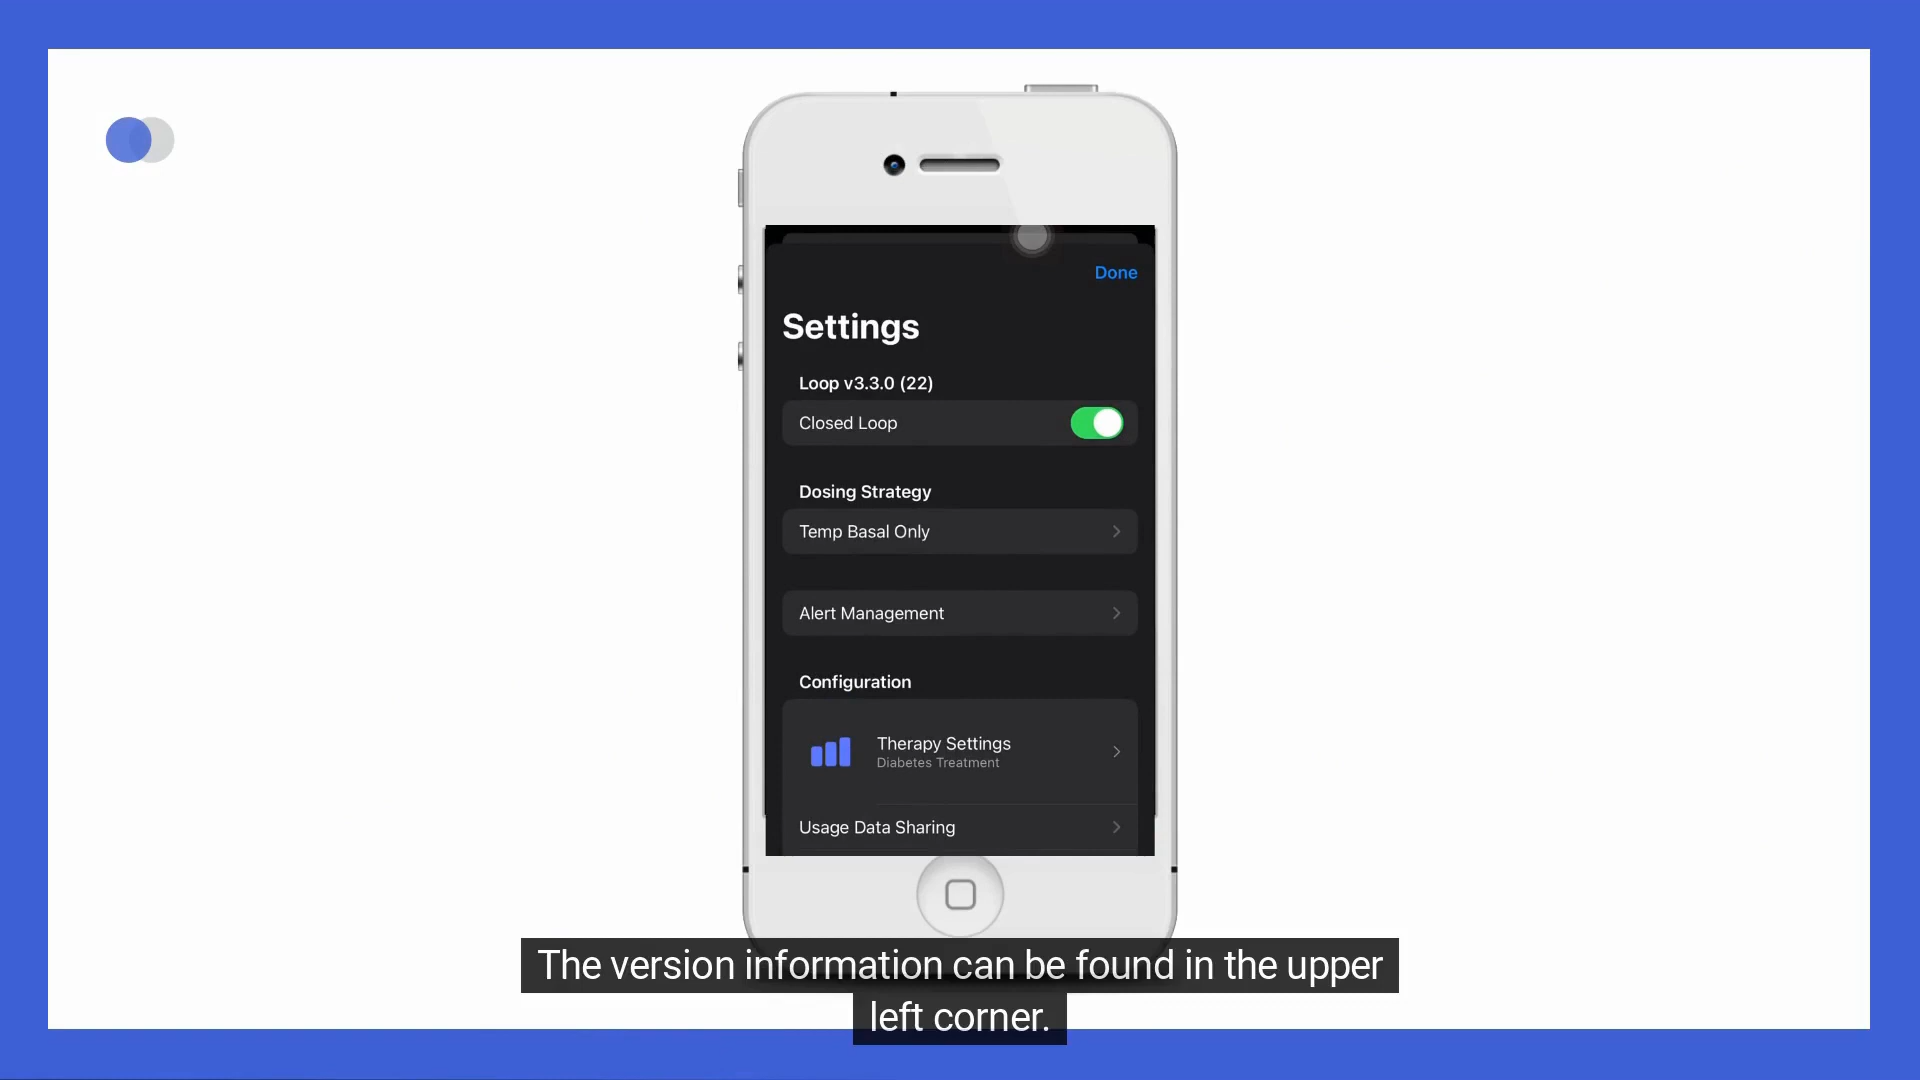 Done
Settings
Loop v3.3.0 (22)
Closed Loop
Dosing Strategy
Temp Basal Only
Alert Management
Configuration
Therapy Settings
Diabetes Treatment
Usage Data Sharing
The version information can be found in the upper
left corner.